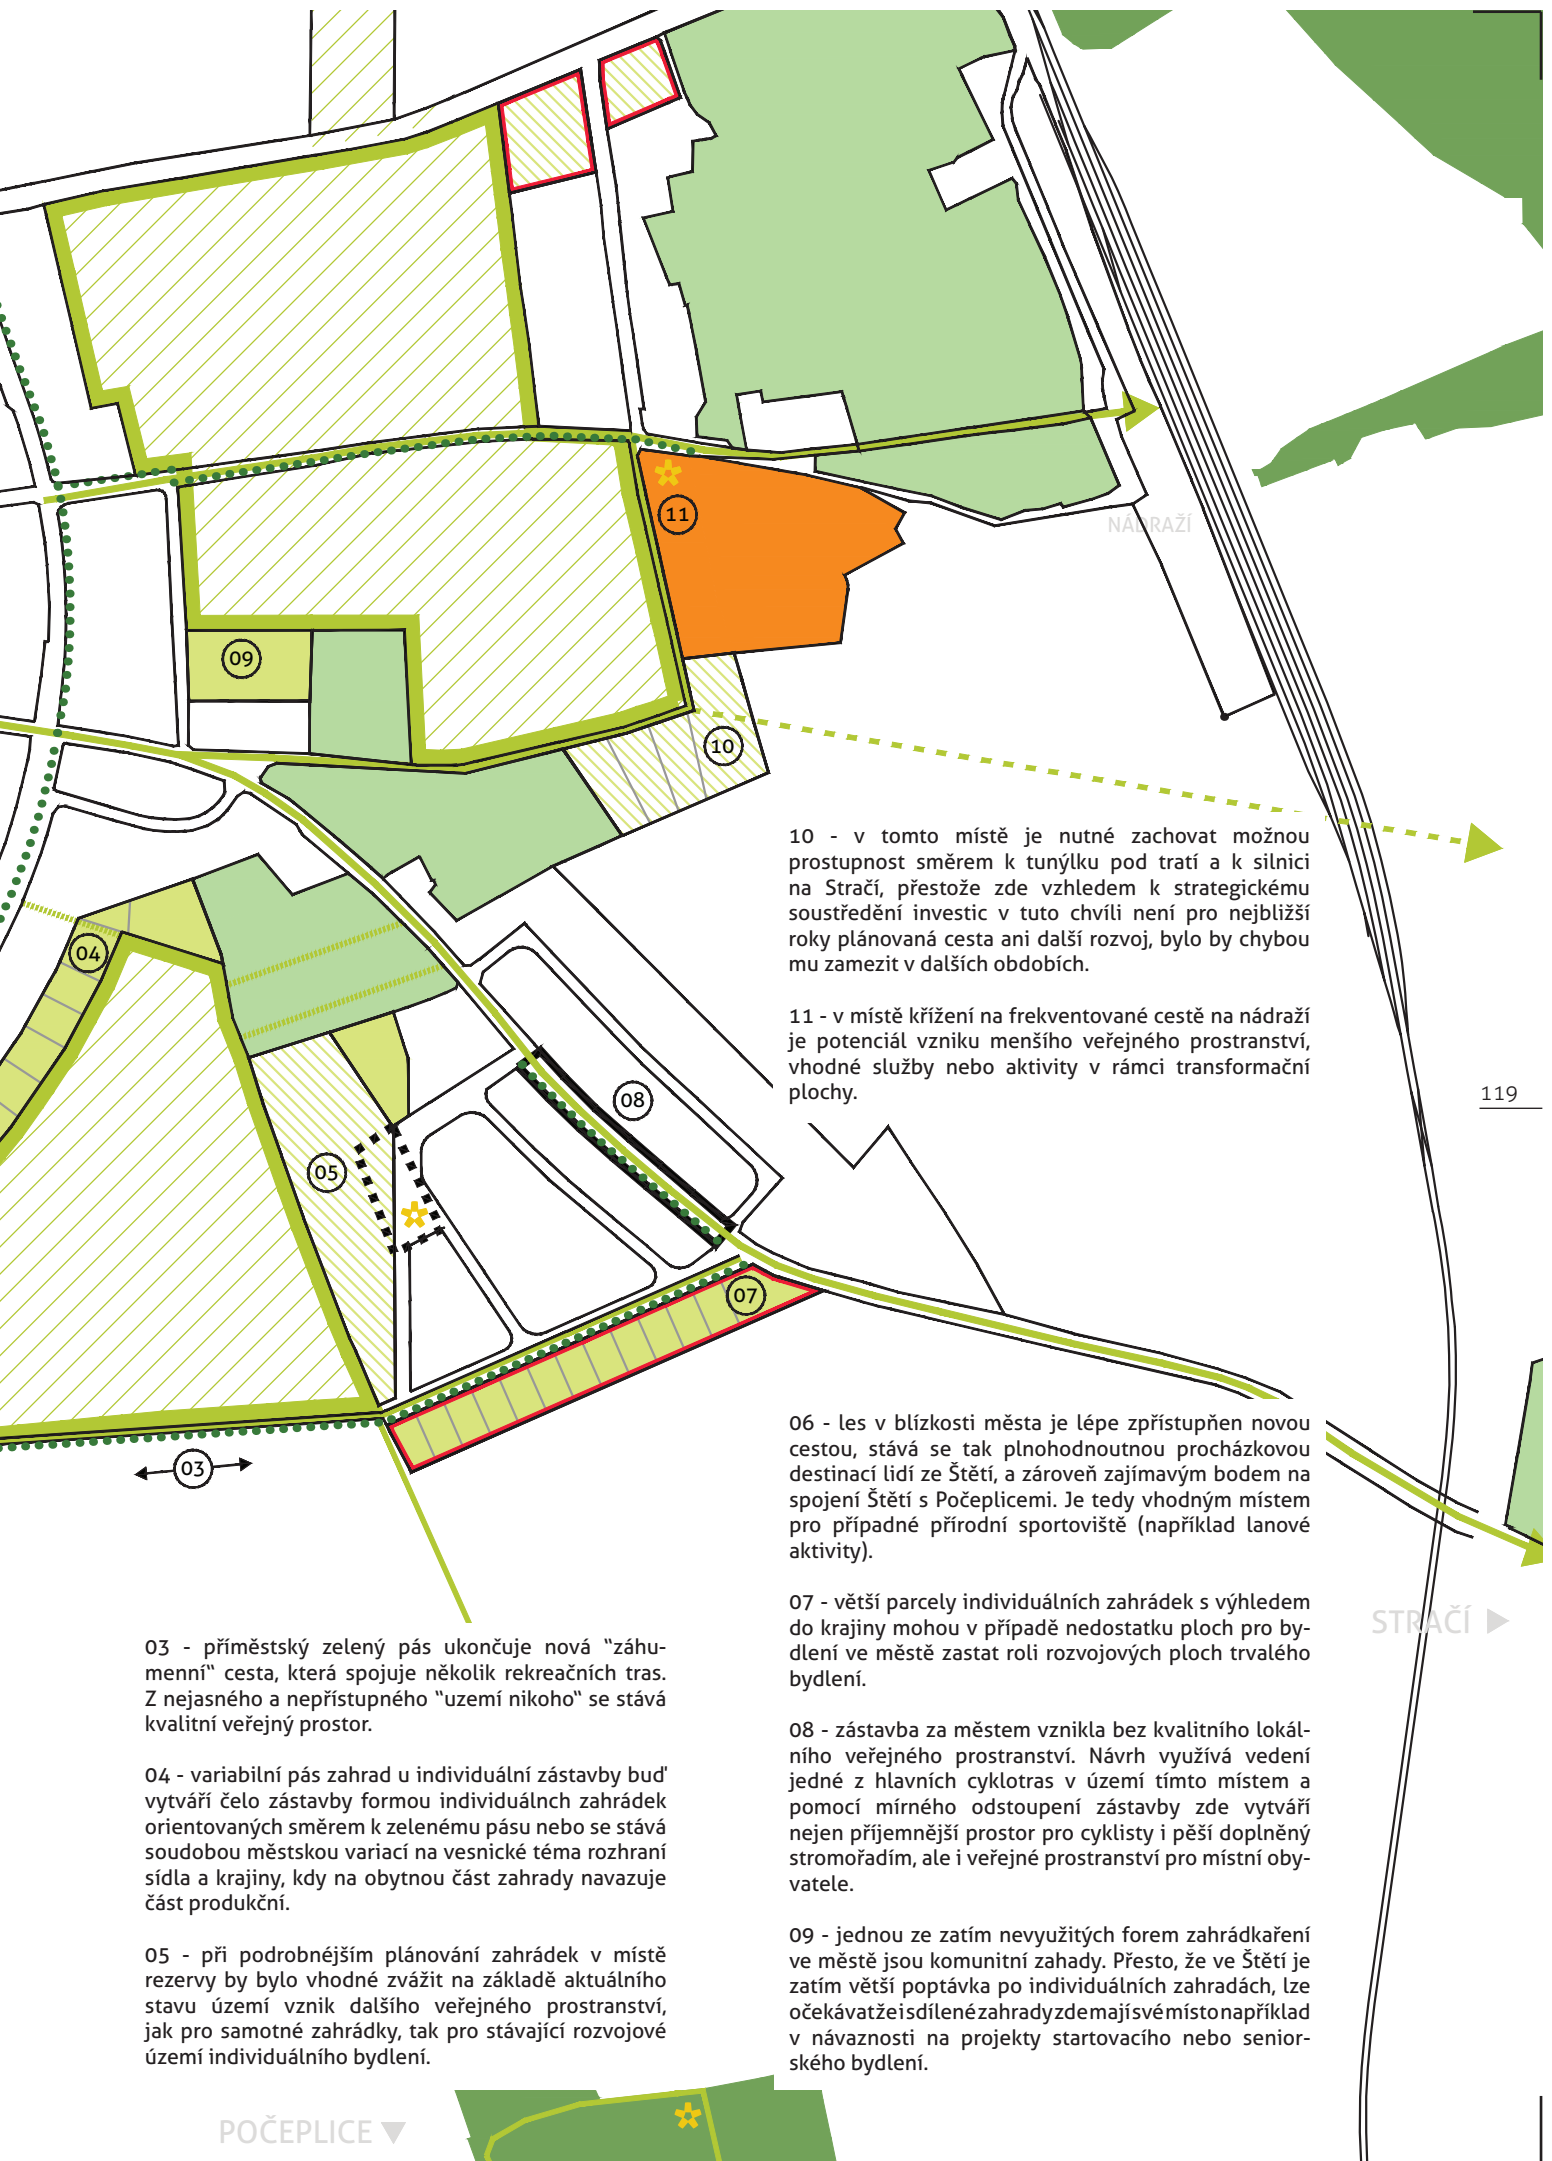 11
NÁDRAŽÍ
09
10
10 - v tomto místě je nutné zachovat možnou
prostupnost směrem k tunýlku pod tratí a k silnici
na Stračí, přestože zde vzhledem k strategickému
soustředění investic v tuto chvíli není pro nejbližší
roky plánovaná cesta ani další rozvoj, bylo by chybou
mu zamezit v dalších obdobích.
11 - v místě křížení na frekventované cestě na nádraží
je potenciál vzniku menšího veřejného prostranství,
vhodné služby nebo aktivity v rámci transformační
plochy.
04
119
08
05
07
03
06 - les v blízkosti města je lépe zpřístupňen novou
cestou, stává se tak plnohodnoutnou procházkovou
destinací lidí ze Štětí, a zároveň zajímavým bodem na
spojení Štětí s Počeplicemi. Je tedy vhodným místem
pro případné přírodní sportoviště (například lanové
aktivity).
07 - větší parcely individuálních zahrádek s výhledem
do krajiny mohou v případě nedostatku ploch pro by-
dlení ve městě zastat roli rozvojových ploch trvalého
bydlení.
08 - zástavba za městem vznikla bez kvalitního lokál-
ního veřejného prostranství. Návrh využívá vedení
jedné z hlavních cyklotras v území tímto místem a
pomocí mírného odstoupení zástavby zde vytváří
nejen příjemnější prostor pro cyklisty i pěší doplněný
stromořadím, ale i veřejné prostranství pro místní oby-
vatele.
09 - jednou ze zatím nevyužitých forem zahrádkaření
ve městě jsou komunitní zahady. Přesto, že ve Štětí je
zatím větší poptávka po individuálních zahradách, lze
očekávatžeisdílenézahradyzdemajísvémístonapříklad
v návaznosti na projekty startovacího nebo senior-
ského bydlení.
STRAČÍ
03 - příměstský zelený pás ukončuje nová "záhu-
menní“ cesta, která spojuje několik rekreačních tras.
Z nejasného a nepřístupného "uzemí nikoho“ se stává
kvalitní veřejný prostor.
04 - variabilní pás zahrad u individuální zástavby buď
vytváří čelo zástavby formou individuálnch zahrádek
orientovaných směrem k zelenému pásu nebo se stává
soudobou městskou variací na vesnické téma rozhraní
sídla a krajiny, kdy na obytnou část zahrady navazuje
část produkční.
05 - při podrobnějším plánování zahrádek v místě
rezervy by bylo vhodné zvážit na základě aktuálního
stavu území vznik dalšího veřejného prostranství,
jak pro samotné zahrádky, tak pro stávající rozvojové
území individuálního bydlení.
POČEPLICE